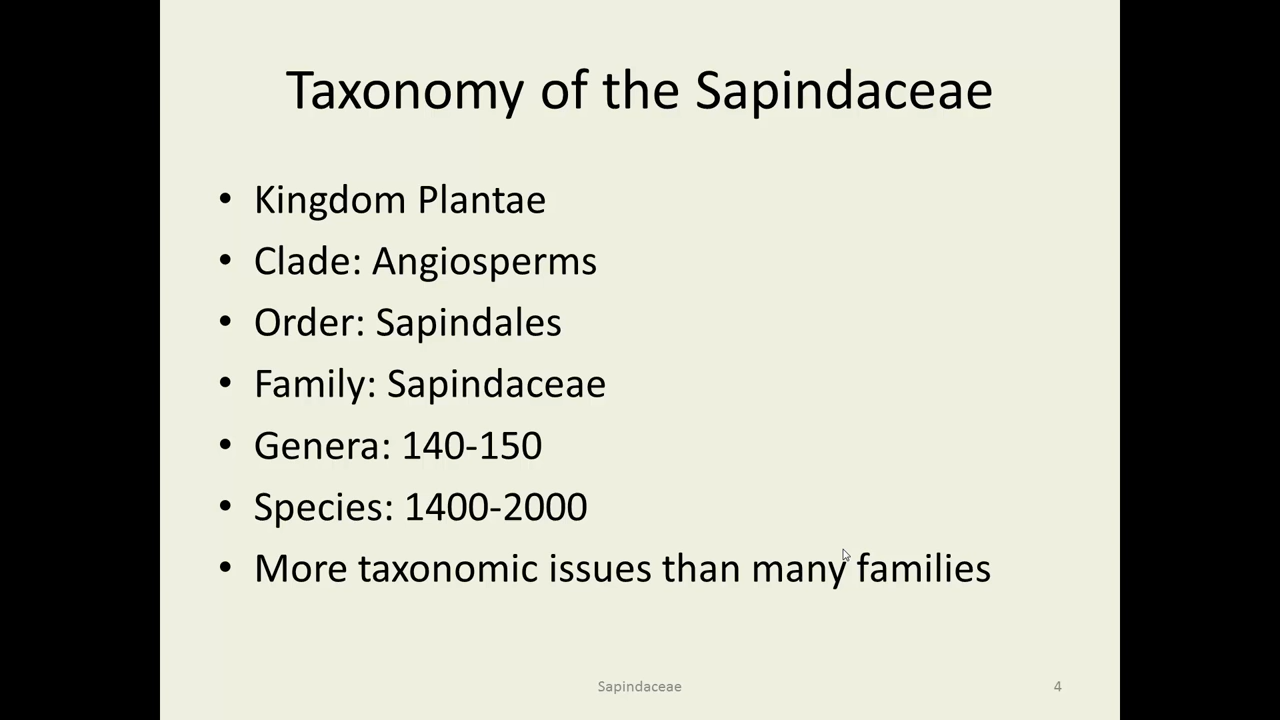 Taxonomy of the Sapindaceae
• Kingdom Plantae
• Clade: Angiosperms
• Order: Sapindales
• Family: Sapindaceae
• Genera: 140-150
• Species: 1400-2000
• More taxonomic issues than many families
Sapindaceae 4